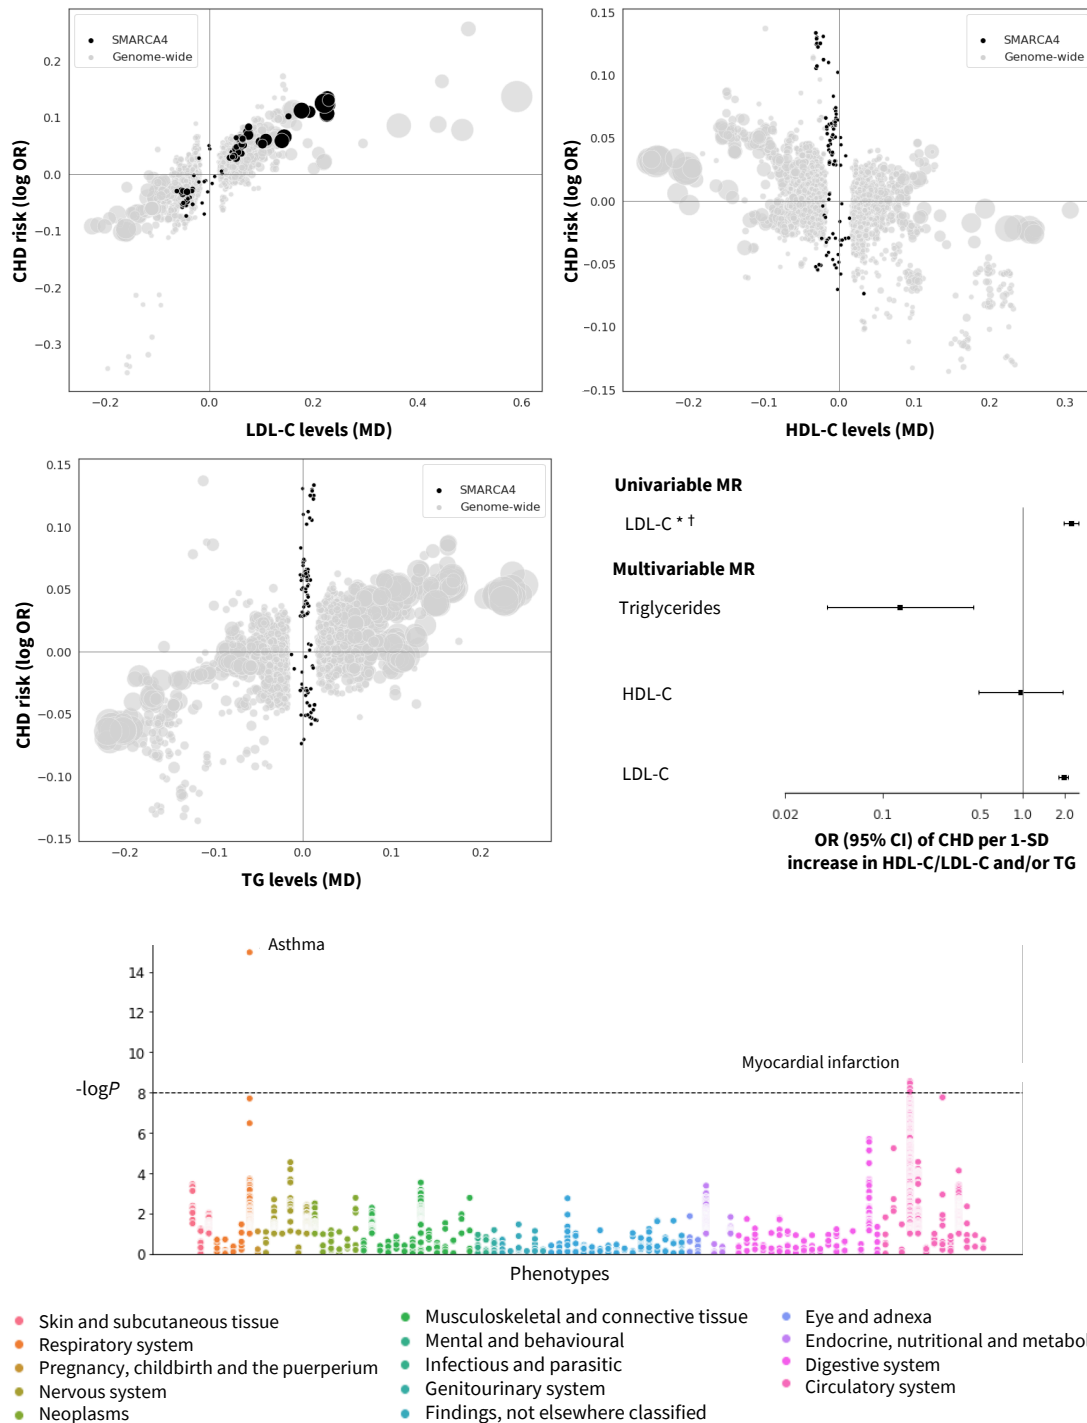 SMARCA4
Genome-wide
0.2
0.1
0.0
−0.1
−0.2
−0.3
CHD risk (log OR)
−0.2
0.0
0.2
0.4
0.6
LDL-C levels (MD)
SMARCA4
Genome-wide
0.15
0.10
0.05
0.00
−0.05
−0.10
−0.15
CHD risk (log OR)
−0.2
−0.1
0.0
0.1
0.2
0.3
HDL-C levels (MD)
SMARCA4
Genome-wide
0.15
0.10
0.05
0.00
−0.05
−0.10
−0.15
CHD risk (log OR)
−0.2
−0.1
0.0
0.1
0.2
TG levels (MD)
Univariable MR
LDL-C * †
Multivariable MR
Triglycerides
HDL-C
LDL-C
0.02
0.1
0.5
1.0
2.0
OR (95% CI) of CHD per 1-SD
increase in HDL-C/LDL-C and/or TG
Asthma
Myocardial infarction
14
12
10
8
6
4
2
0
-logP
Phenotypes
Skin and subcutaneous tissue
Respiratory system
Pregnancy, childbirth and the puerperium
Nervous system
Neoplasms
Musculoskeletal and connective tissue
Mental and behavioural
Infectious and parasitic
Genitourinary system
Findings, not elsewhere classified
Eye and adnexa
Endocrine, nutritional and metabol
Digestive system
Circulatory system